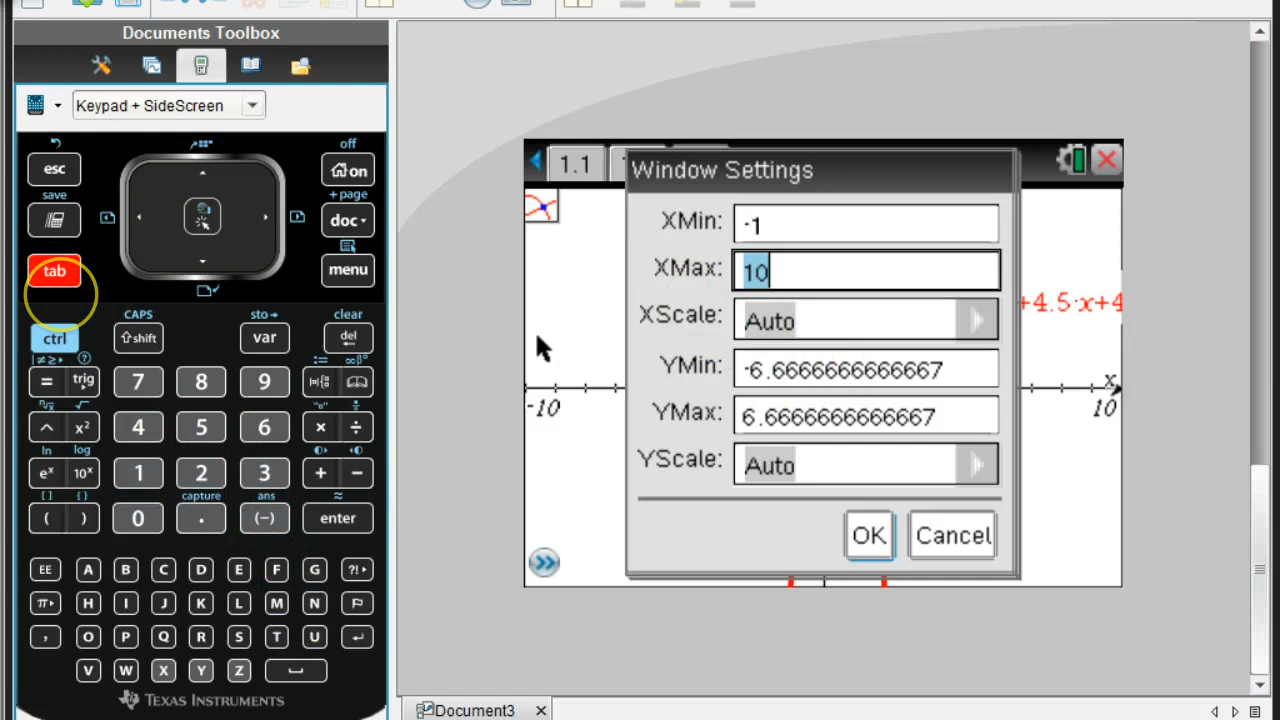 Documents Toolbox
Keypad + SideScreen
off
esc
on
save
+ page
doc
tab
menu
CAPS
sto→
clear
ctrl
⇧shift
var
del
|≠≥▸
:=
∞β°
=
trig
7
8
9
√
"∘"
^
x²
4
5
6
×
÷
ln
log
eˣ
10ˣ
1
2
3
+
−
[ ]
{ }
capture
ans
≈
(
)
0
.
(−)
enter
EE
A
B
C
D
E
F
G
?!▸
π▸
H
I
J
K
L
M
N
,
O
P
Q
R
S
T
U
V
W
X
Y
Z
TEXAS INSTRUMENTS
1.1
Window Settings
XMin: -1
XMax: 10
XScale: Auto
YMin: -6.6666666666667
YMax: 6.6666666666667
YScale: Auto
OK
Cancel
+4.5·x+4
x
-10
10
Document3